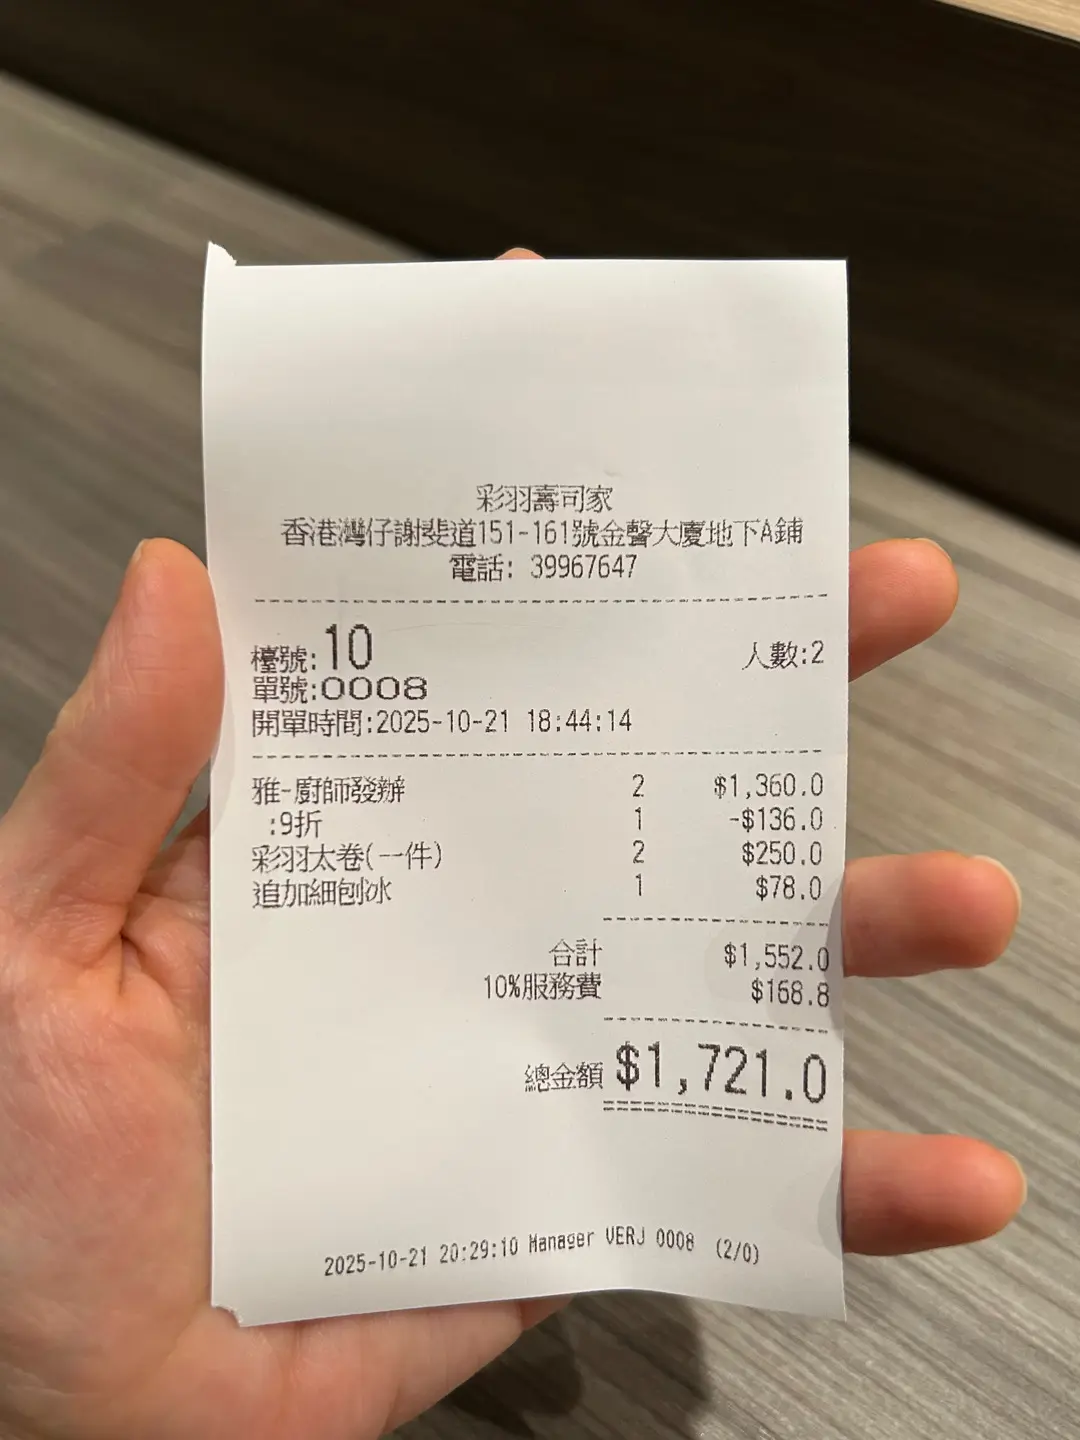 彩羽壽司家
香港灣仔謝斐道151-161號金聲大廈地下A鋪
電話: 39967647
檯號:10 人數:2
單號:0008
開單時間:2025-10-21 18:44:14
雅-廚師發辦 2 $1,360.0
:9折 1 -$136.0
彩羽太卷(一件) 2 $250.0
追加細刨冰 1 $78.0
合計 $1,552.0
10%服務費 $168.8
總金額 $1,721.0
2025-10-21 20:29:10 Manager VERJ 0008 (2/0)